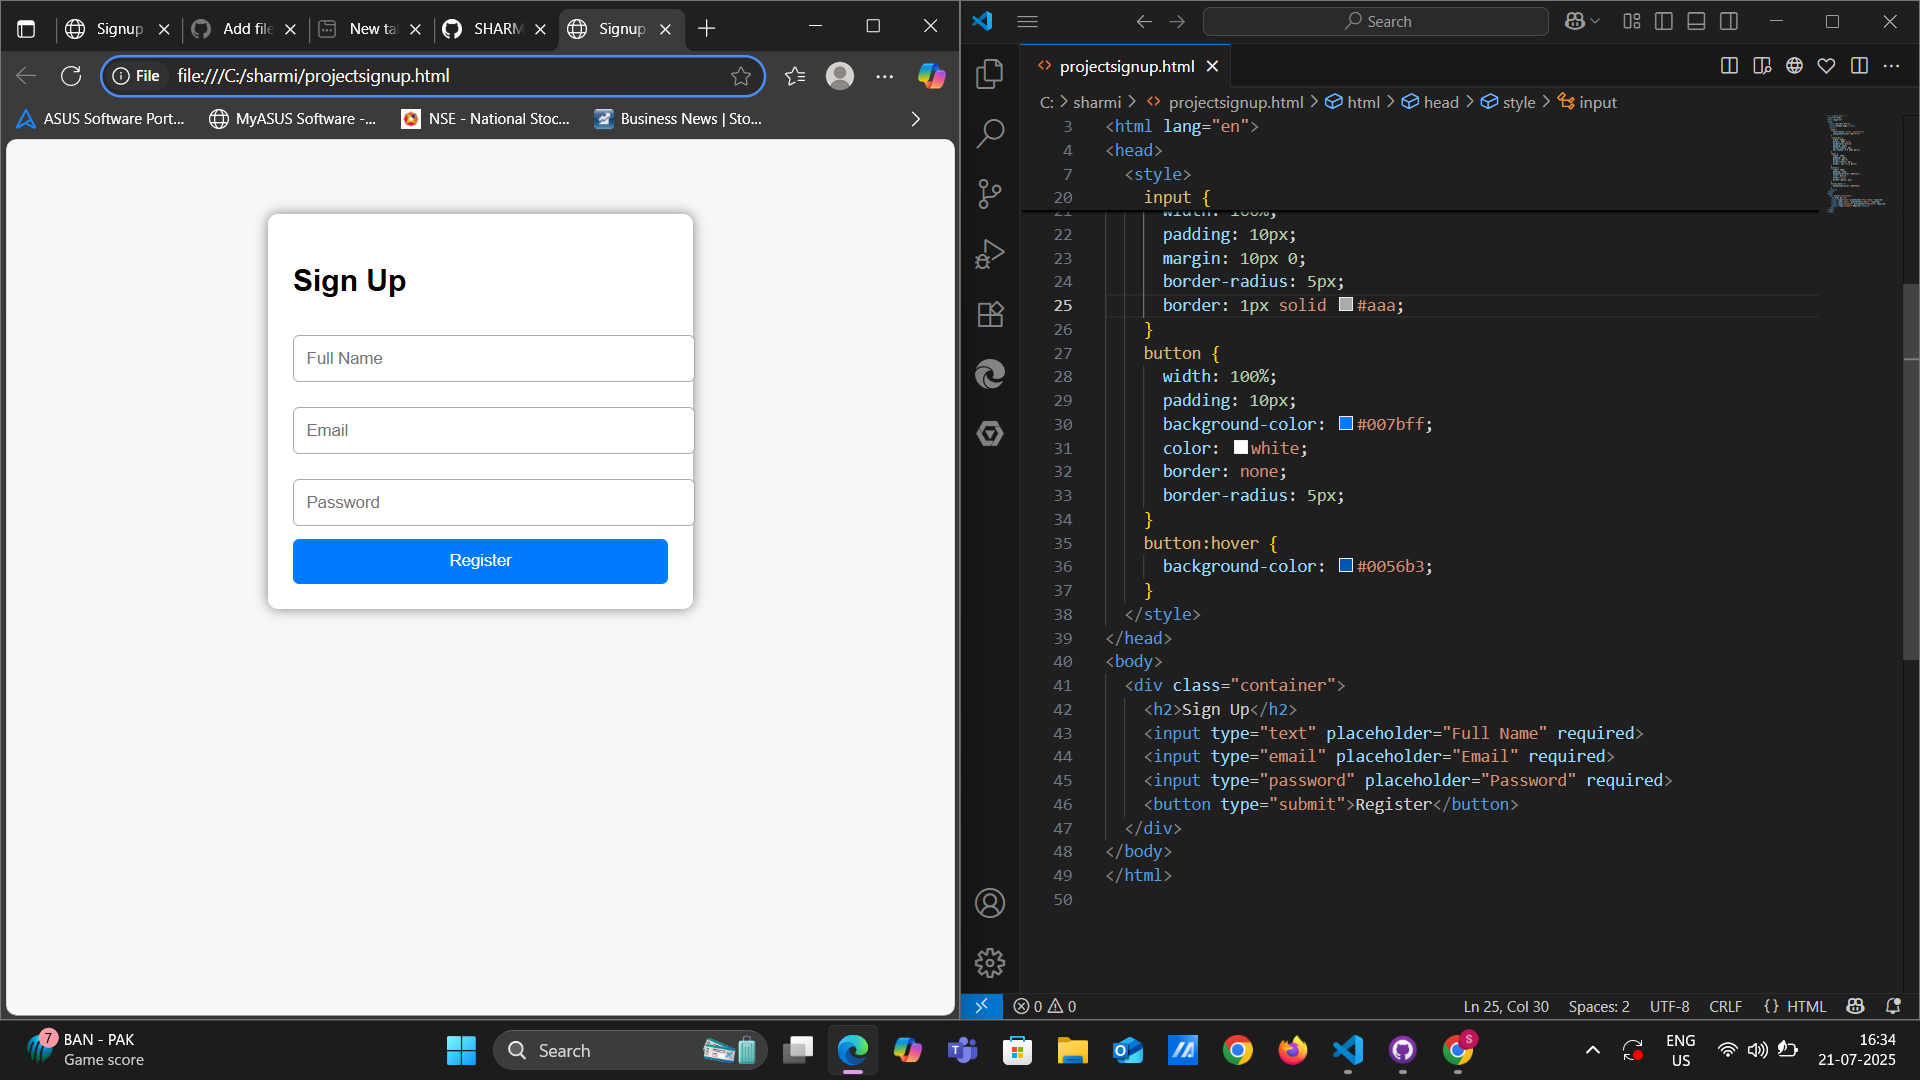 Signup
Add file
New ta
SHARM
Signup
File
file:///C:/sharmi/projectsignup.html
ASUS Software Port...
MyASUS Software -...
NSE - National Stoc...
Business News | Sto...
Sign Up
Full Name
Email
Password
Register
Search
projectsignup.html
C: > sharmi > <> projectsignup.html > html > head > style > input
3 <html lang="en">
4 <head>
7 <style>
20 input {
21 width: 100%;
22 padding: 10px;
23 margin: 10px 0;
24 border-radius: 5px;
25 border: 1px solid #aaa;
26 }
27 button {
28 width: 100%;
29 padding: 10px;
30 background-color: #007bff;
31 color: white;
32 border: none;
33 border-radius: 5px;
34 }
35 button:hover {
36 background-color: #0056b3;
37 }
38 </style>
39 </head>
40 <body>
41 <div class="container">
42 <h2>Sign Up</h2>
43 <input type="text" placeholder="Full Name" required>
44 <input type="email" placeholder="Email" required>
45 <input type="password" placeholder="Password" required>
46 <button type="submit">Register</button>
47 </div>
48 </body>
49 </html>
50
0 0
Ln 25, Col 30 Spaces: 2 UTF-8 CRLF {} HTML
7
BAN - PAK
Game score
Search
S
ENG
US
16:34
21-07-2025